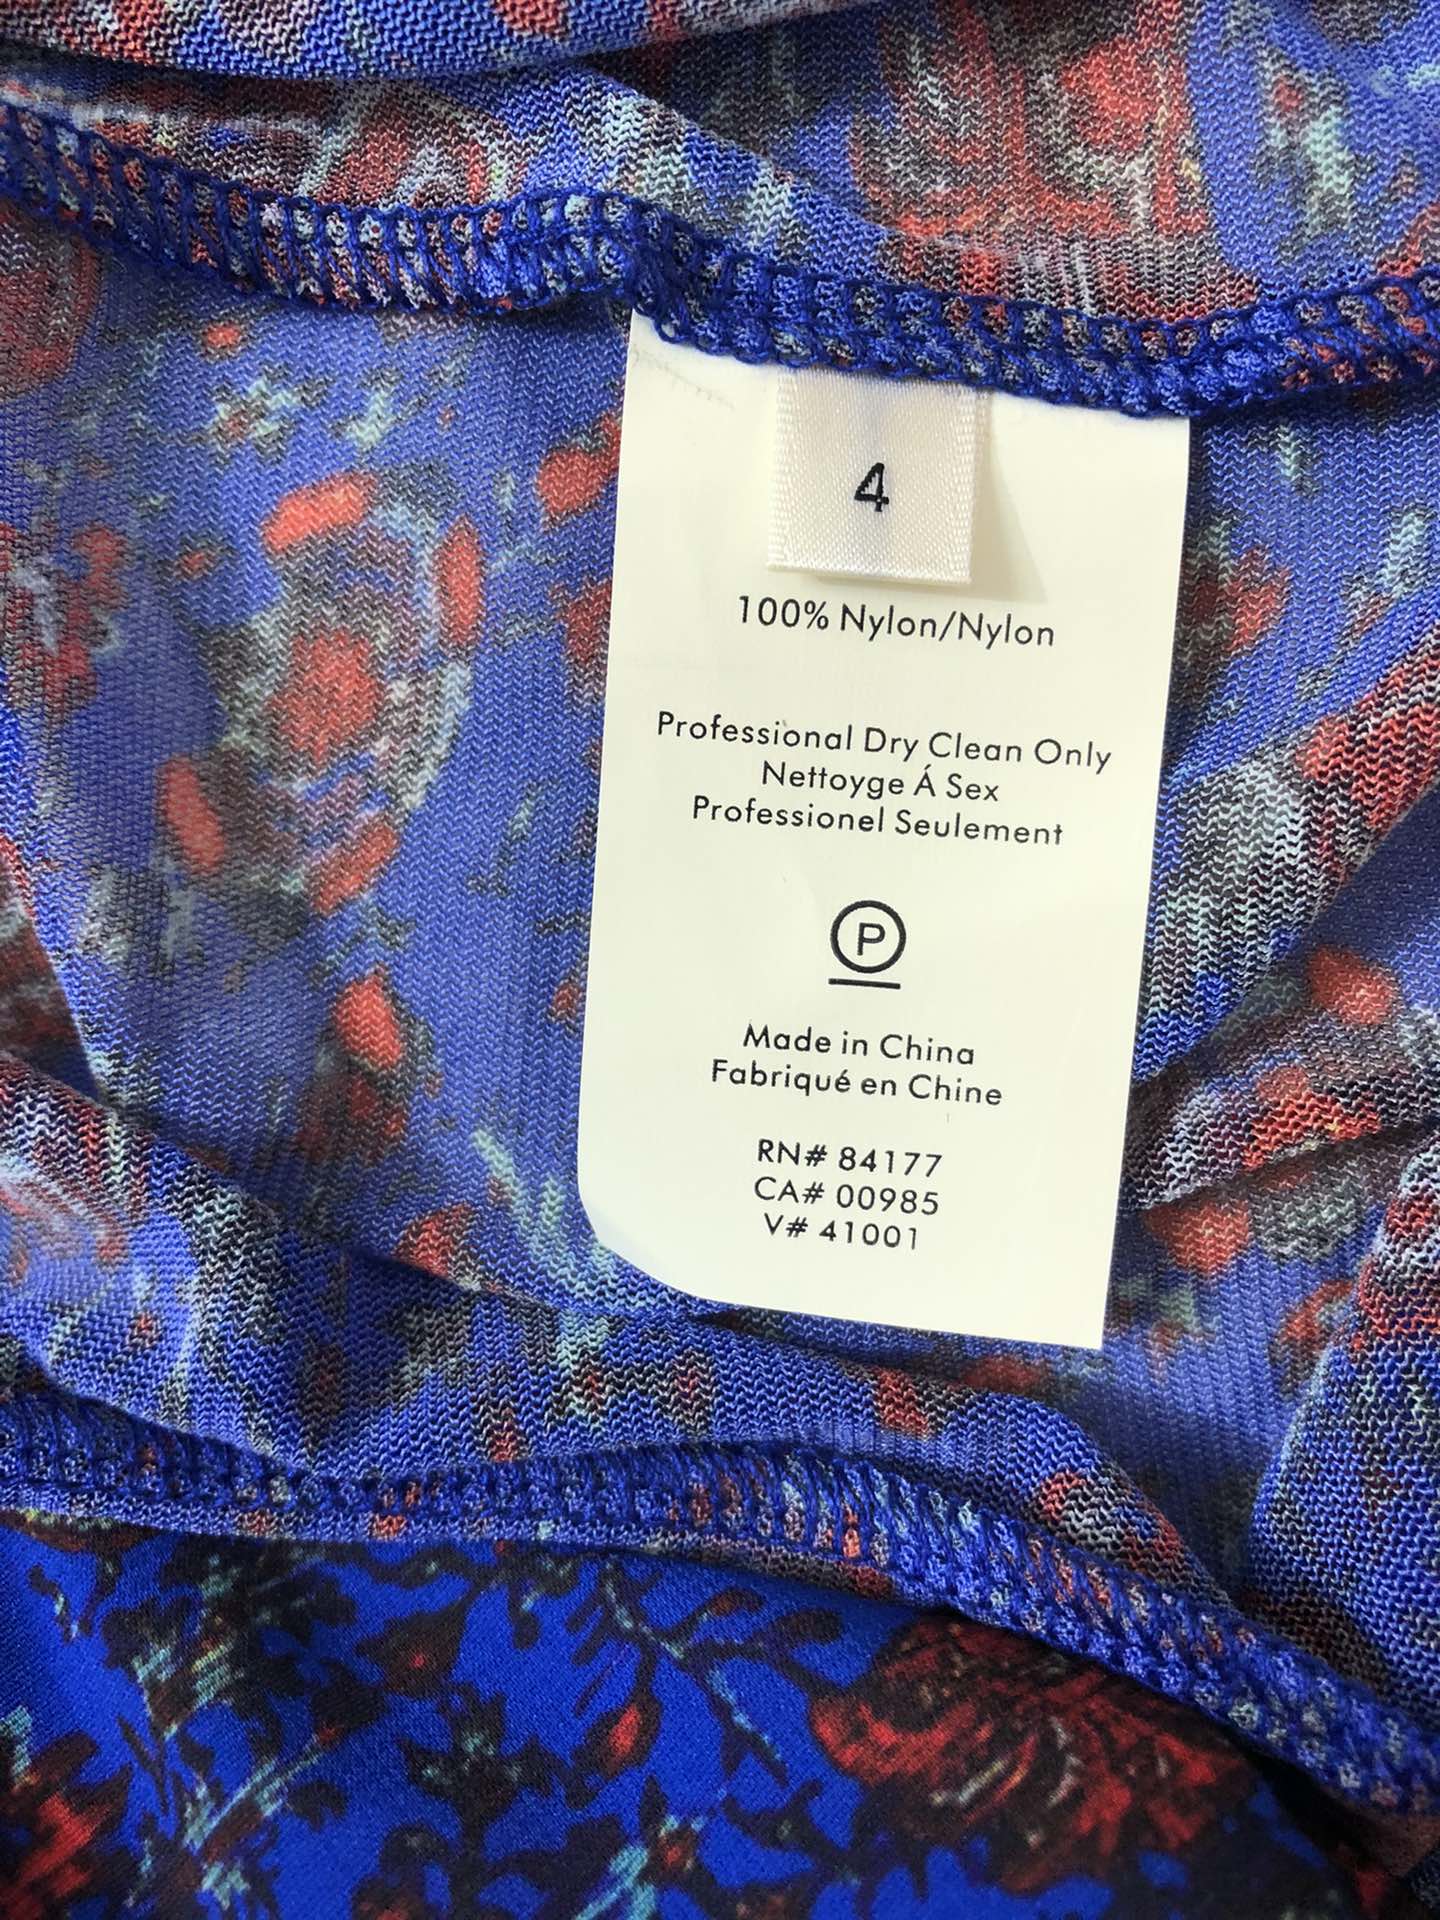 4
100% Nylon/Nylon
Professional Dry Clean Only
Nettoyge Á Sex
Professionel Seulement
P
Made in China
Fabriqué en Chine
RN# 84177
CA# 00985
V# 41001